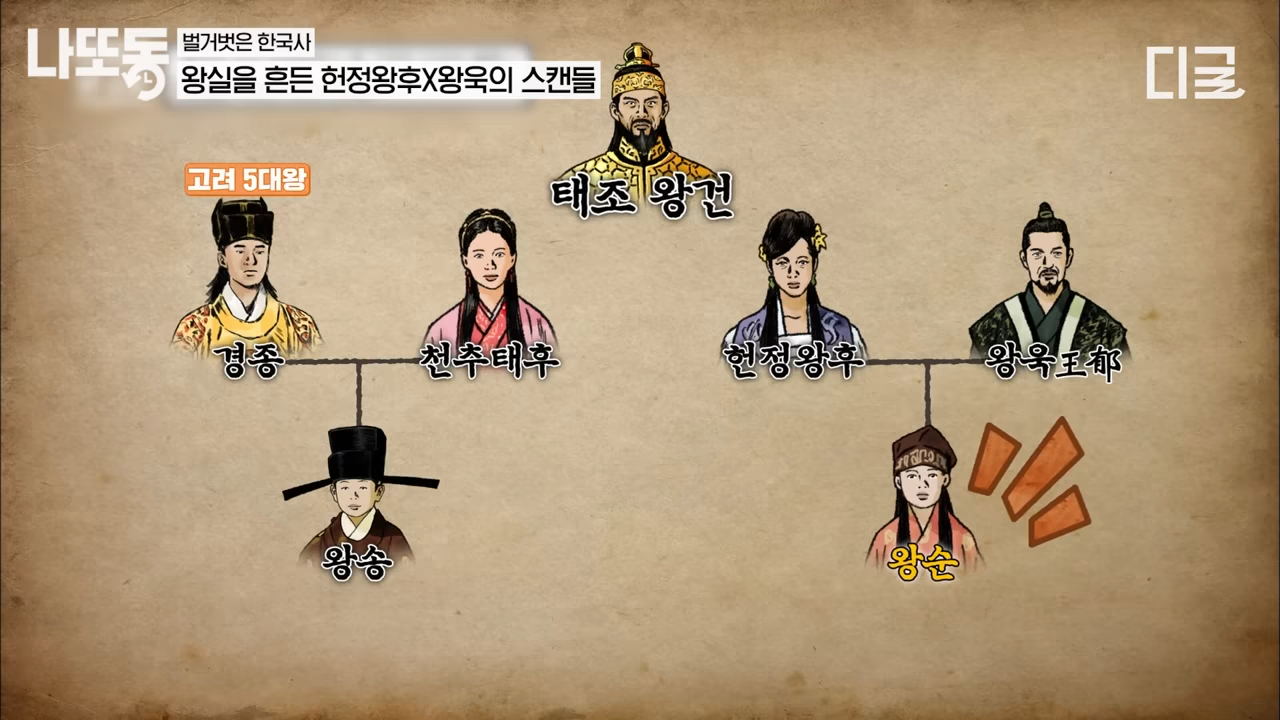 나또동
벌거벗은 한국사
왕실을 흔든 헌정왕후X왕욱의 스캔들
디글
태조 왕건
고려 5대왕
경종
천추태후
헌정왕후
왕욱王郁
왕송
왕순